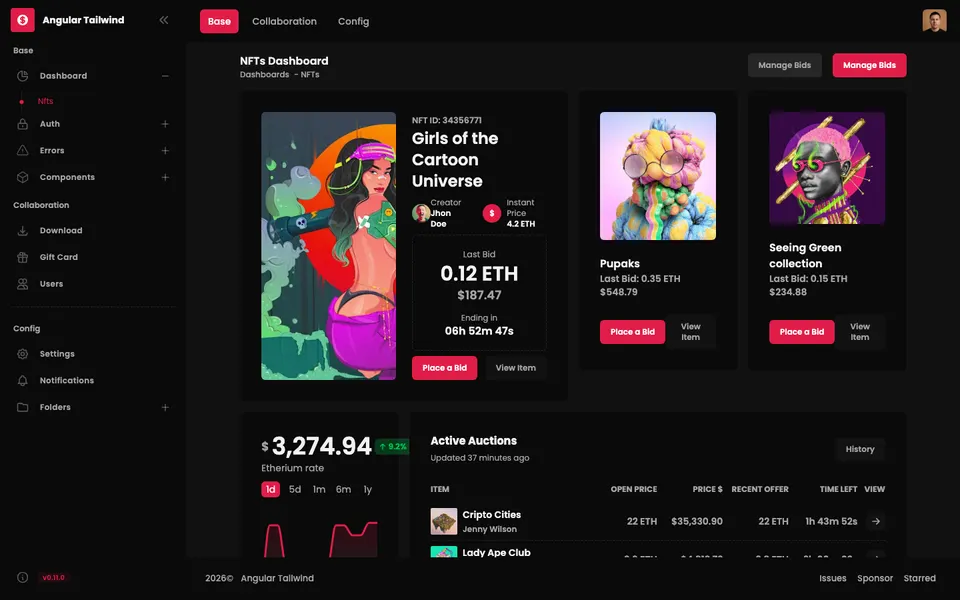 $ Angular Tailwind
Base
Dashboard
Nfts
Auth
Errors
Components
Collaboration
Download
Gift Card
Users
Config
Settings
Notifications
Folders
v0.11.0
Base Collaboration Config
NFTs Dashboard
Dashboards - NFTs
Manage Bids Manage Bids
NFT ID: 34356771
Girls of the
Cartoon
Universe
Creator
Jhon
Doe
$
Instant
Price
4.2 ETH
Last Bid
0.12 ETH
$187.47
Ending in
06h 52m 47s
Place a Bid View Item
Pupaks
Last Bid: 0.35 ETH
$548.79
Place a Bid
View
Item
Seeing Green
collection
Last Bid: 0.15 ETH
$234.88
Place a Bid
View
Item
$3,274.94 ↑ 9.2%
Etherium rate
1d 5d 1m 6m 1y
Active Auctions
Updated 37 minutes ago
History
ITEM OPEN PRICE PRICE $ RECENT OFFER TIME LEFT VIEW
Cripto Cities
Jenny Wilson
22 ETH $35,330.90 22 ETH 1h 43m 52s →
Lady Ape Club
2026© Angular Tailwind
Issues Sponsor Starred